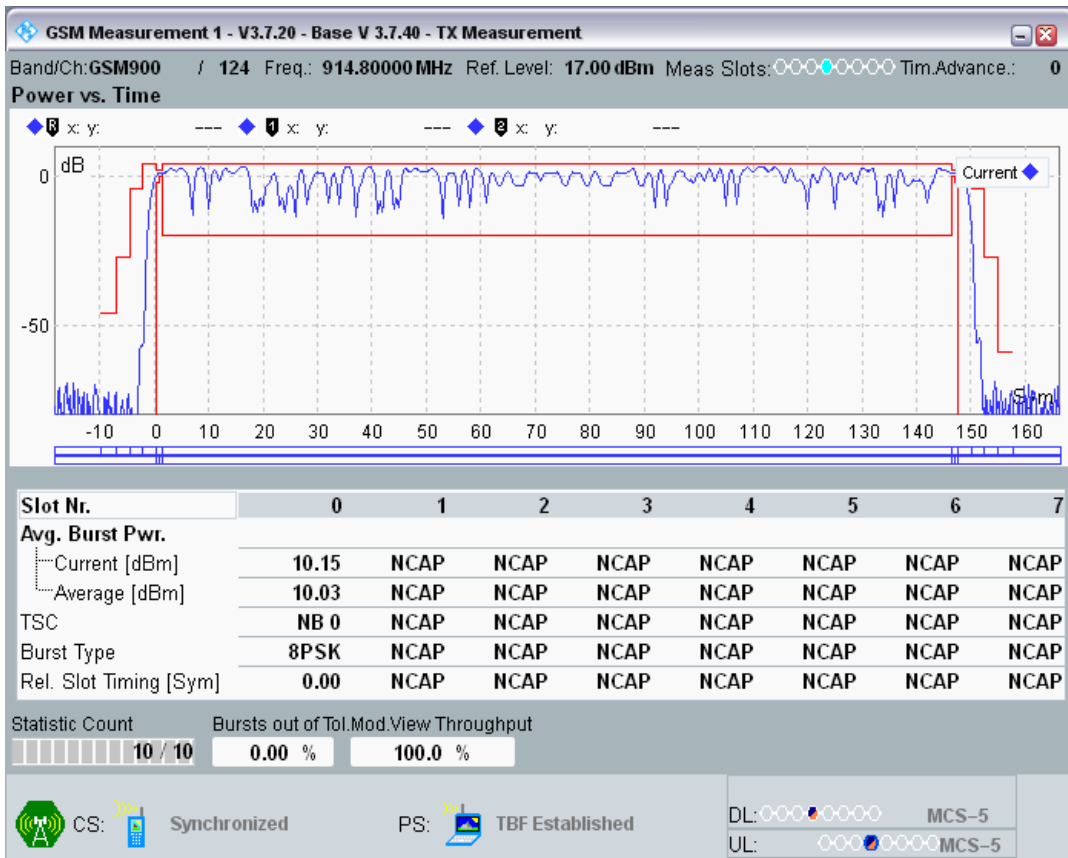 GSM Measurement 1 - V3.7.20 - Base V 3.7.40 - TX Measurement
Band/Ch:GSM900 / 124 Freq.: 914.80000 MHz Ref. Level: 17.00 dBm Meas Slots: Tim.Advance.: 0
Power vs. Time
R x: y: --- 1 x: y: --- 2 x: y: ---
dB
Current
0
-50
Sym
-10 0 10 20 30 40 50 60 70 80 90 100 110 120 130 140 150 160
Slot Nr. 0 1 2 3 4 5 6 7
Avg. Burst Pwr.
Current [dBm] 10.15 NCAP NCAP NCAP NCAP NCAP NCAP NCAP
Average [dBm] 10.03 NCAP NCAP NCAP NCAP NCAP NCAP NCAP
TSC NB 0 NCAP NCAP NCAP NCAP NCAP NCAP NCAP
Burst Type 8PSK NCAP NCAP NCAP NCAP NCAP NCAP NCAP
Rel. Slot Timing [Sym] 0.00 NCAP NCAP NCAP NCAP NCAP NCAP NCAP
Statistic Count Bursts out of Tol.Mod.View Throughput
10 / 10 0.00 % 100.0 %
CS: Synchronized PS: TBF Established DL: MCS-5
UL: MCS-5